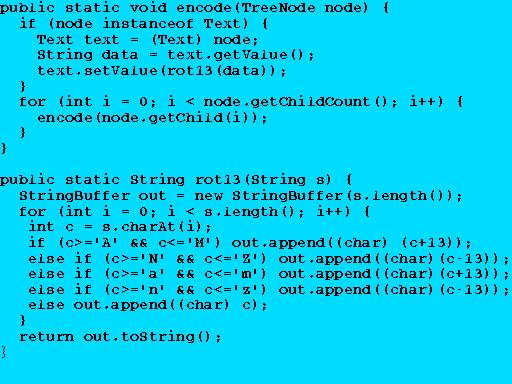 public static void encode(TreeNode node) {
  if (node instanceof Text) {
    Text text = (Text) node;
    String data = text.getValue();
    text.setValue(rot13(data));
  }
  for (int i = 0; i < node.getChildCount(); i++) {
    encode(node.getChild(i));
  }
}

public static String rot13(String s) {
  StringBuffer out = new StringBuffer(s.length());
  for (int i = 0; i < s.length(); i++) {
   int c = s.charAt(i);
   if (c>='A' && c<='M') out.append((char) (c+13));
   else if (c>='N' && c<='Z') out.append((char)(c-13));
   else if (c>='a' && c<='m') out.append((char)(c+13));
   else if (c>='n' && c<='z') out.append((char)(c-13));
   else out.append((char) c);
  }
  return out.toString();
}